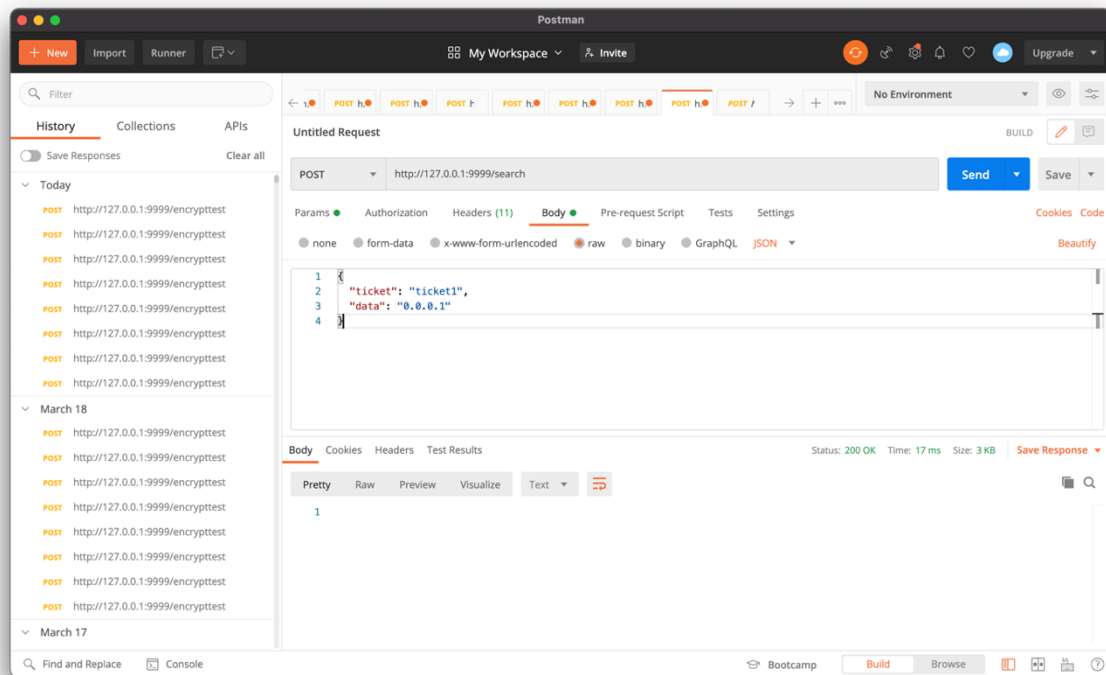 Postman
New Import Runner My Workspace Invite Upgrade
Filter
POST h. POST h. POST h POST h. POST h. POST h. POST h. POST No Environment
History Collections APIs
Untitled Request BUILD
Save Responses Clear all
POST http://127.0.0.1:9999/search Send Save
Today
POST http://127.0.0.1:9999/encrypttest
POST http://127.0.0.1:9999/encrypttest
POST http://127.0.0.1:9999/encrypttest
POST http://127.0.0.1:9999/encrypttest
POST http://127.0.0.1:9999/encrypttest
POST http://127.0.0.1:9999/encrypttest
POST http://127.0.0.1:9999/encrypttest
POST http://127.0.0.1:9999/encrypttest
March 18
POST http://127.0.0.1:9999/encrypttest
POST http://127.0.0.1:9999/encrypttest
POST http://127.0.0.1:9999/encrypttest
POST http://127.0.0.1:9999/encrypttest
POST http://127.0.0.1:9999/encrypttest
POST http://127.0.0.1:9999/encrypttest
POST http://127.0.0.1:9999/encrypttest
POST http://127.0.0.1:9999/encrypttest
March 17
Params Authorization Headers (11) Body Pre-request Script Tests Settings Cookies Code
none form-data x-www-form-urlencoded raw binary GraphQL JSON Beautify
1 {
2 "ticket": "ticket1",
3 "data": "0.0.0.1"
4 }
Body Cookies Headers Test Results Status: 200 OK Time: 17 ms Size: 3 KB Save Response
Pretty Raw Preview Visualize Text
1
Find and Replace Console Bootcamp Build Browse